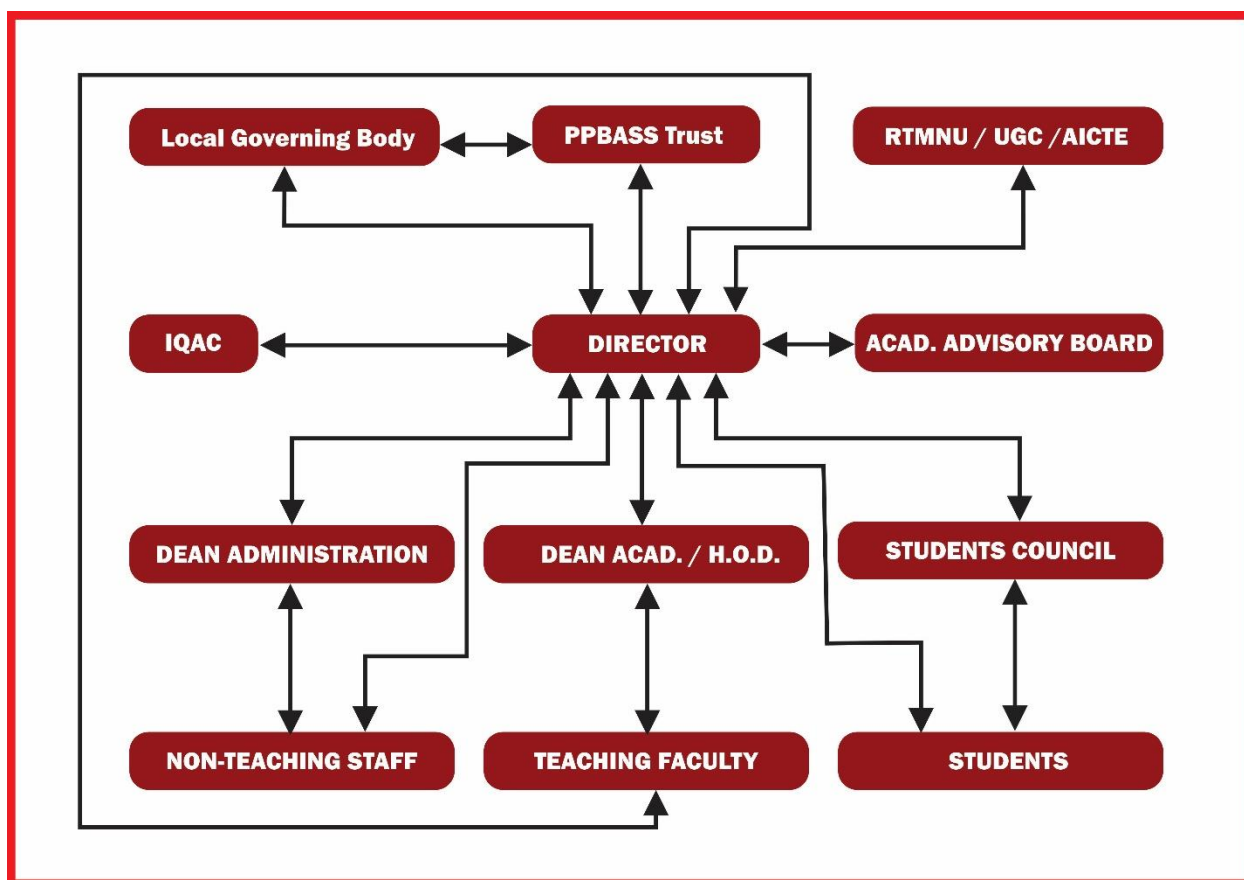 Local Governing Body
PPBASS Trust
RTMNU / UGC /AICTE
IQAC
DIRECTOR
ACAD. ADVISORY BOARD
DEAN ADMINISTRATION
DEAN ACAD. / H.O.D.
STUDENTS COUNCIL
NON-TEACHING STAFF
TEACHING FACULTY
STUDENTS